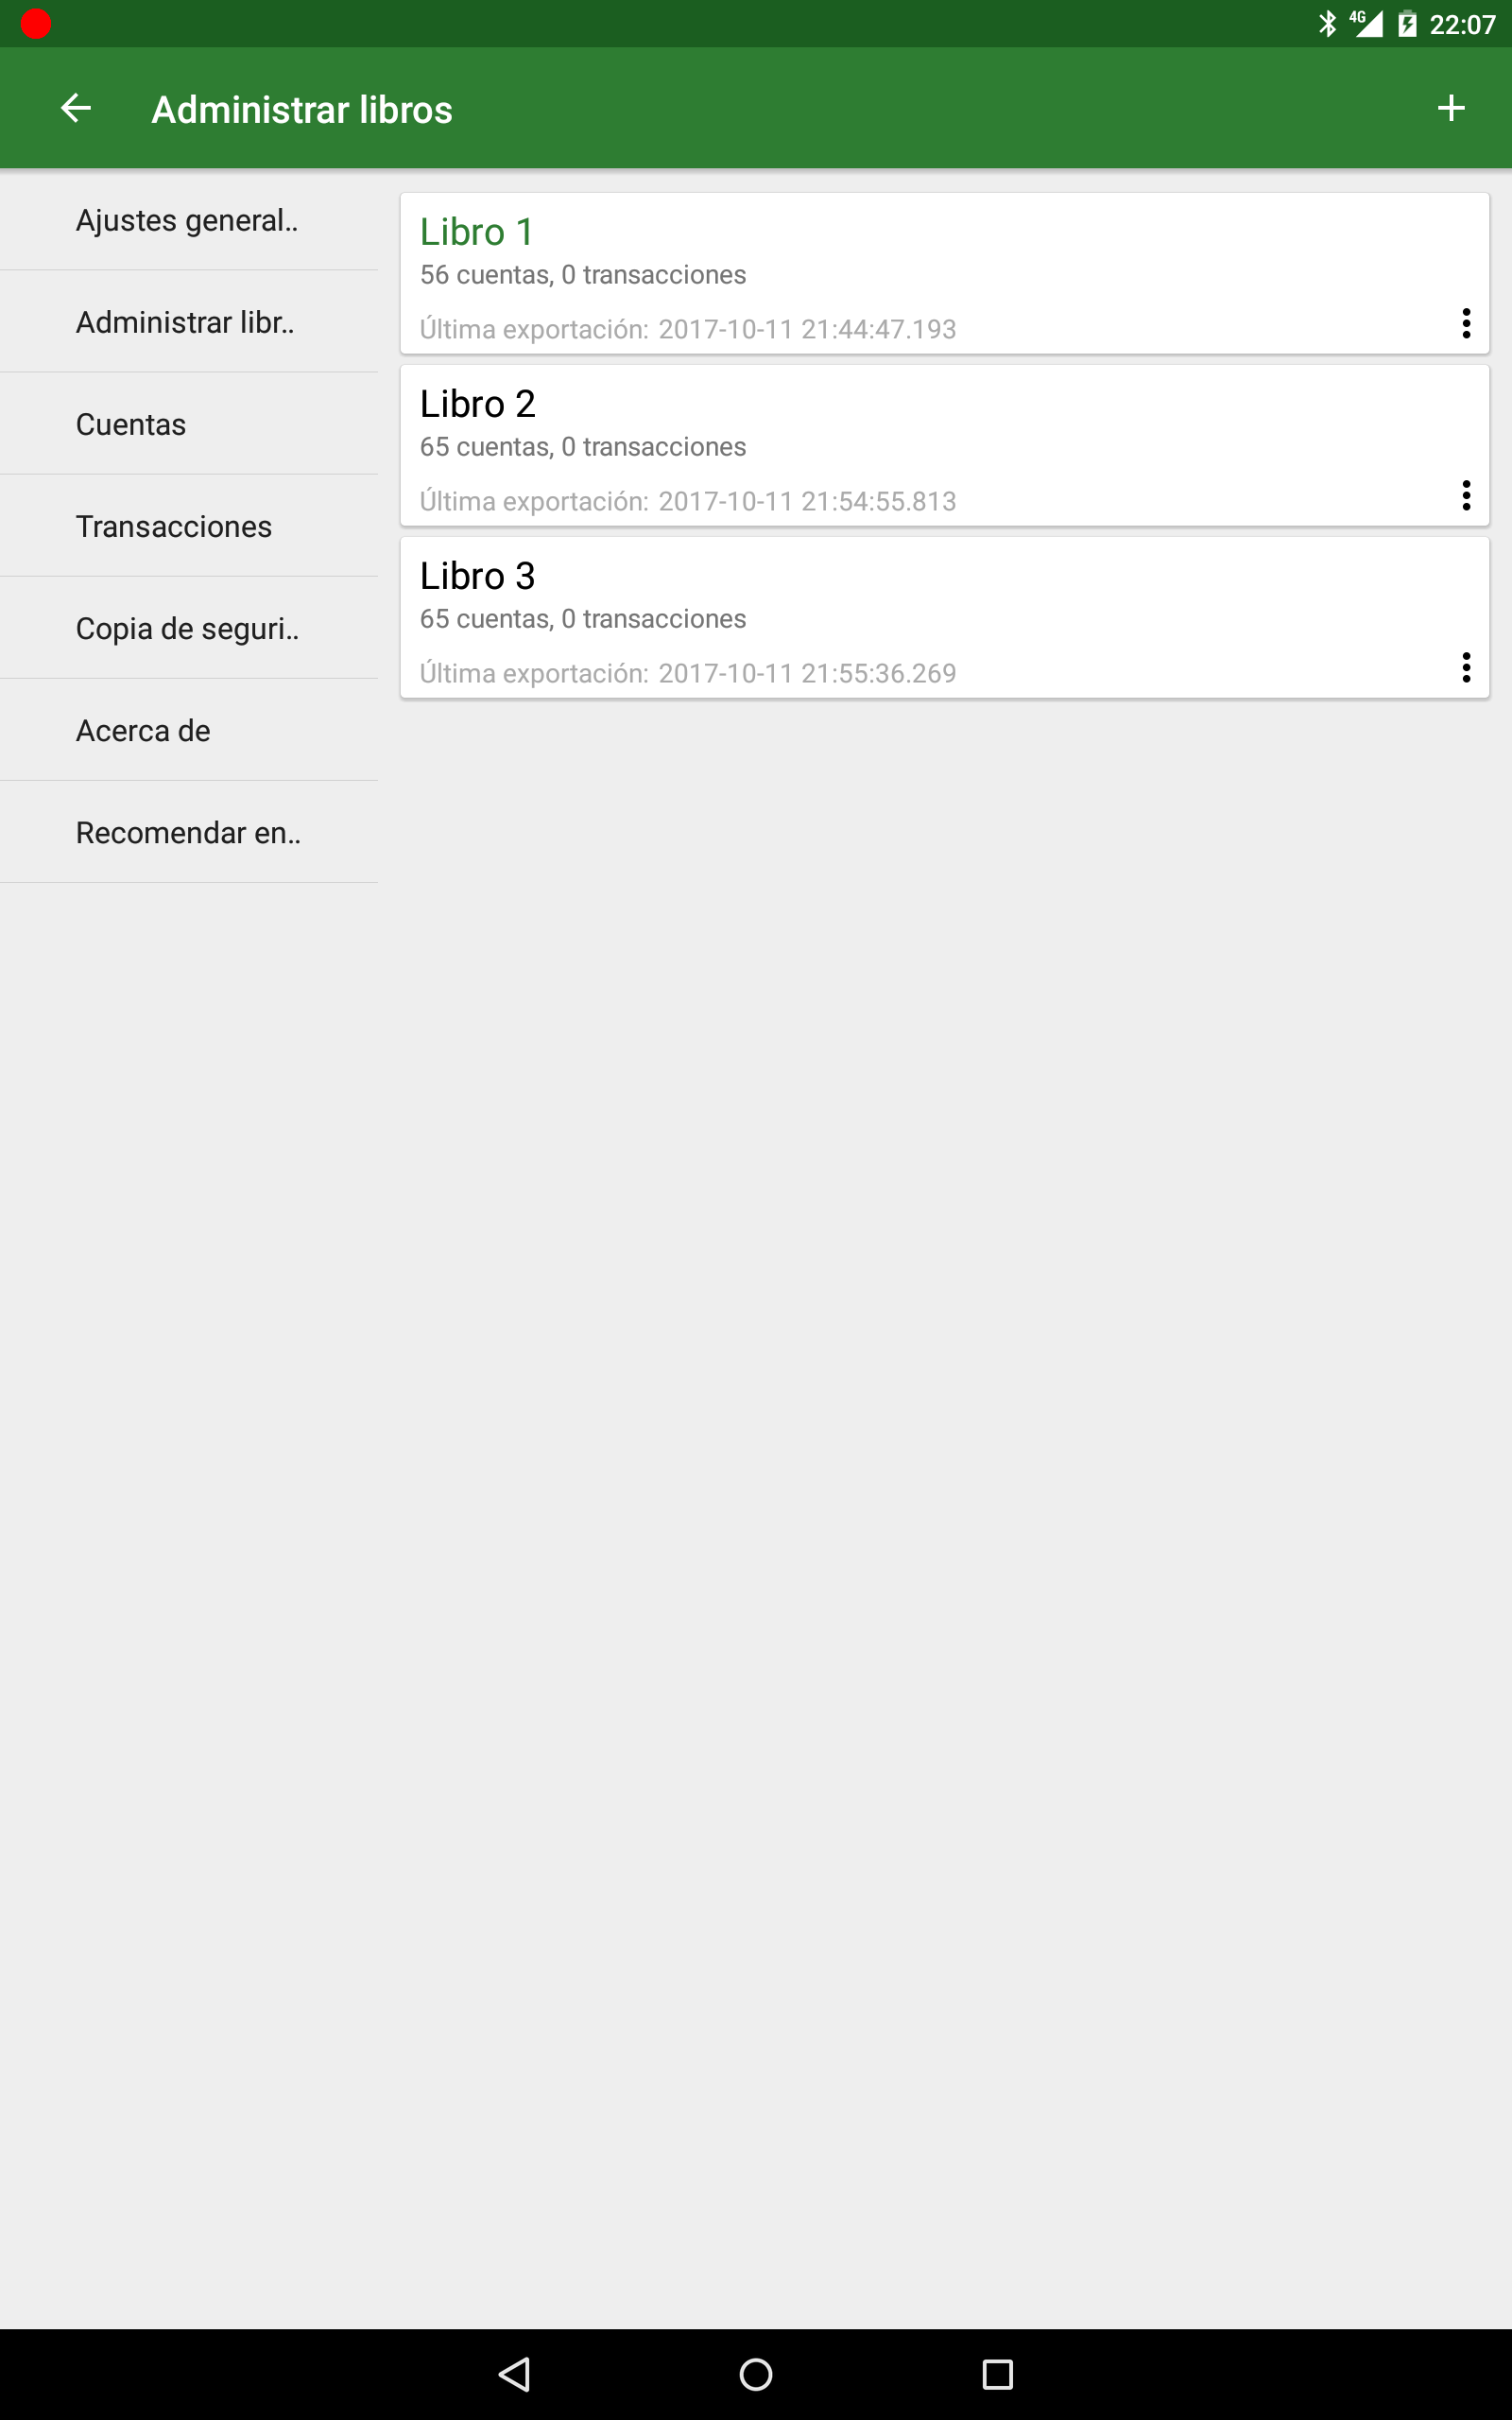 4G 22:07
Administrar libros
Ajustes general..
Administrar libr..
Cuentas
Transacciones
Copia de seguri..
Acerca de
Recomendar en..
Libro 1
56 cuentas, 0 transacciones
Última exportación: 2017-10-11 21:44:47.193
Libro 2
65 cuentas, 0 transacciones
Última exportación: 2017-10-11 21:54:55.813
Libro 3
65 cuentas, 0 transacciones
Última exportación: 2017-10-11 21:55:36.269